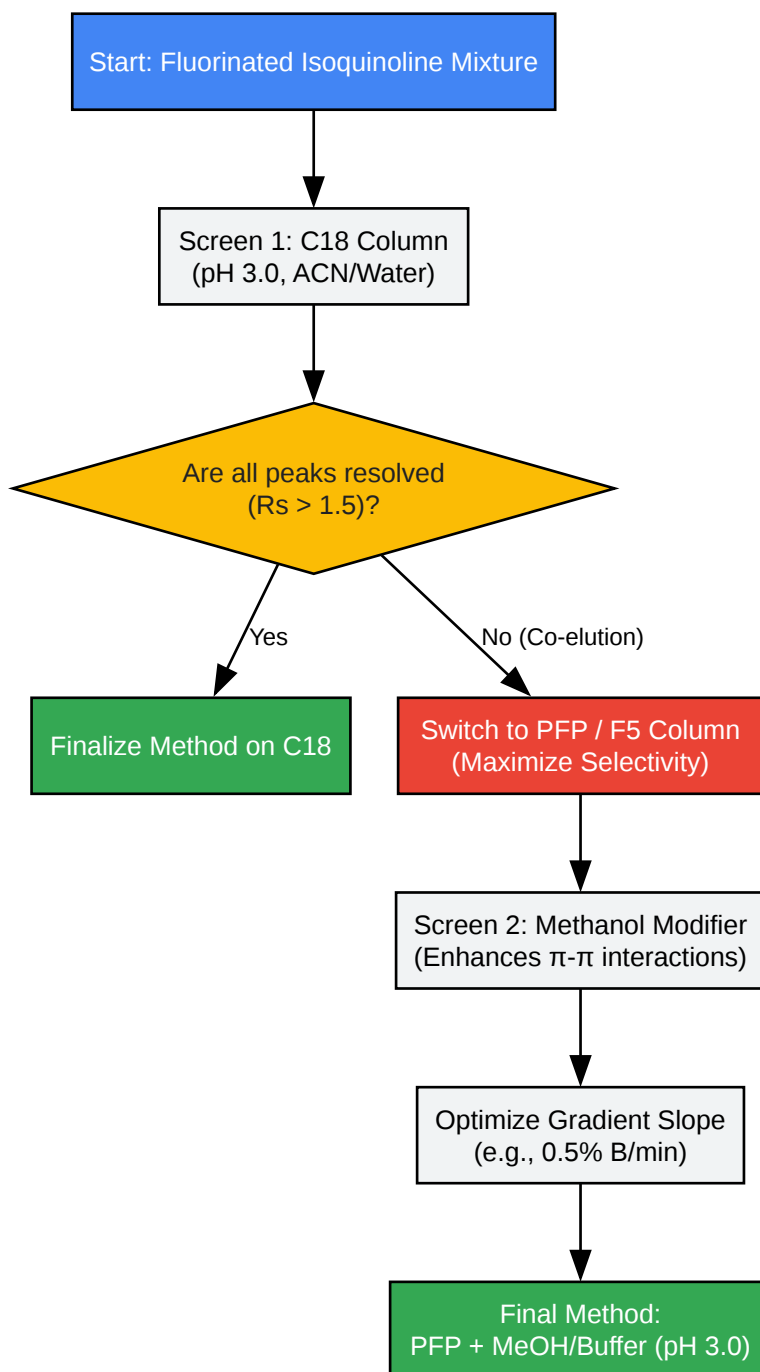 Start: Fluorinated Isoquinoline Mixture
Screen 1: C18 Column
(pH 3.0, ACN/Water)
Are all peaks resolved
(Rs > 1.5)?
Yes
No (Co-elution)
Finalize Method on C18
Switch to PFP / F5 Column
(Maximize Selectivity)
Screen 2: Methanol Modifier
(Enhances π-π interactions)
Optimize Gradient Slope
(e.g., 0.5% B/min)
Final Method:
PFP + MeOH/Buffer (pH 3.0)